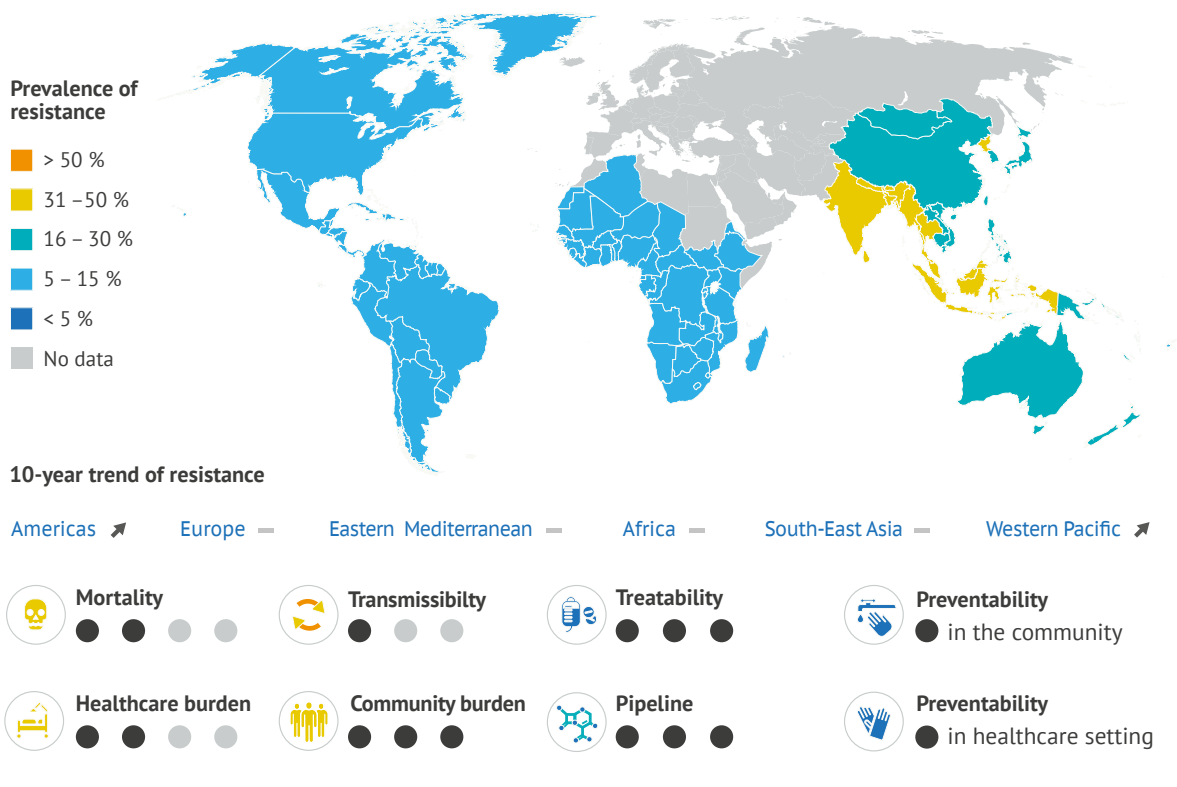 Prevalence of
resistance
> 50 %
31 –50 %
16 – 30 %
5 – 15 %
< 5 %
No data
10-year trend of resistance
Americas
Europe
Eastern Mediterranean
Africa
South-East Asia
Western Pacific
Mortality
Transmissibilty
Treatability
Preventability
in the community
Healthcare burden
Community burden
Pipeline
Preventability
in healthcare setting